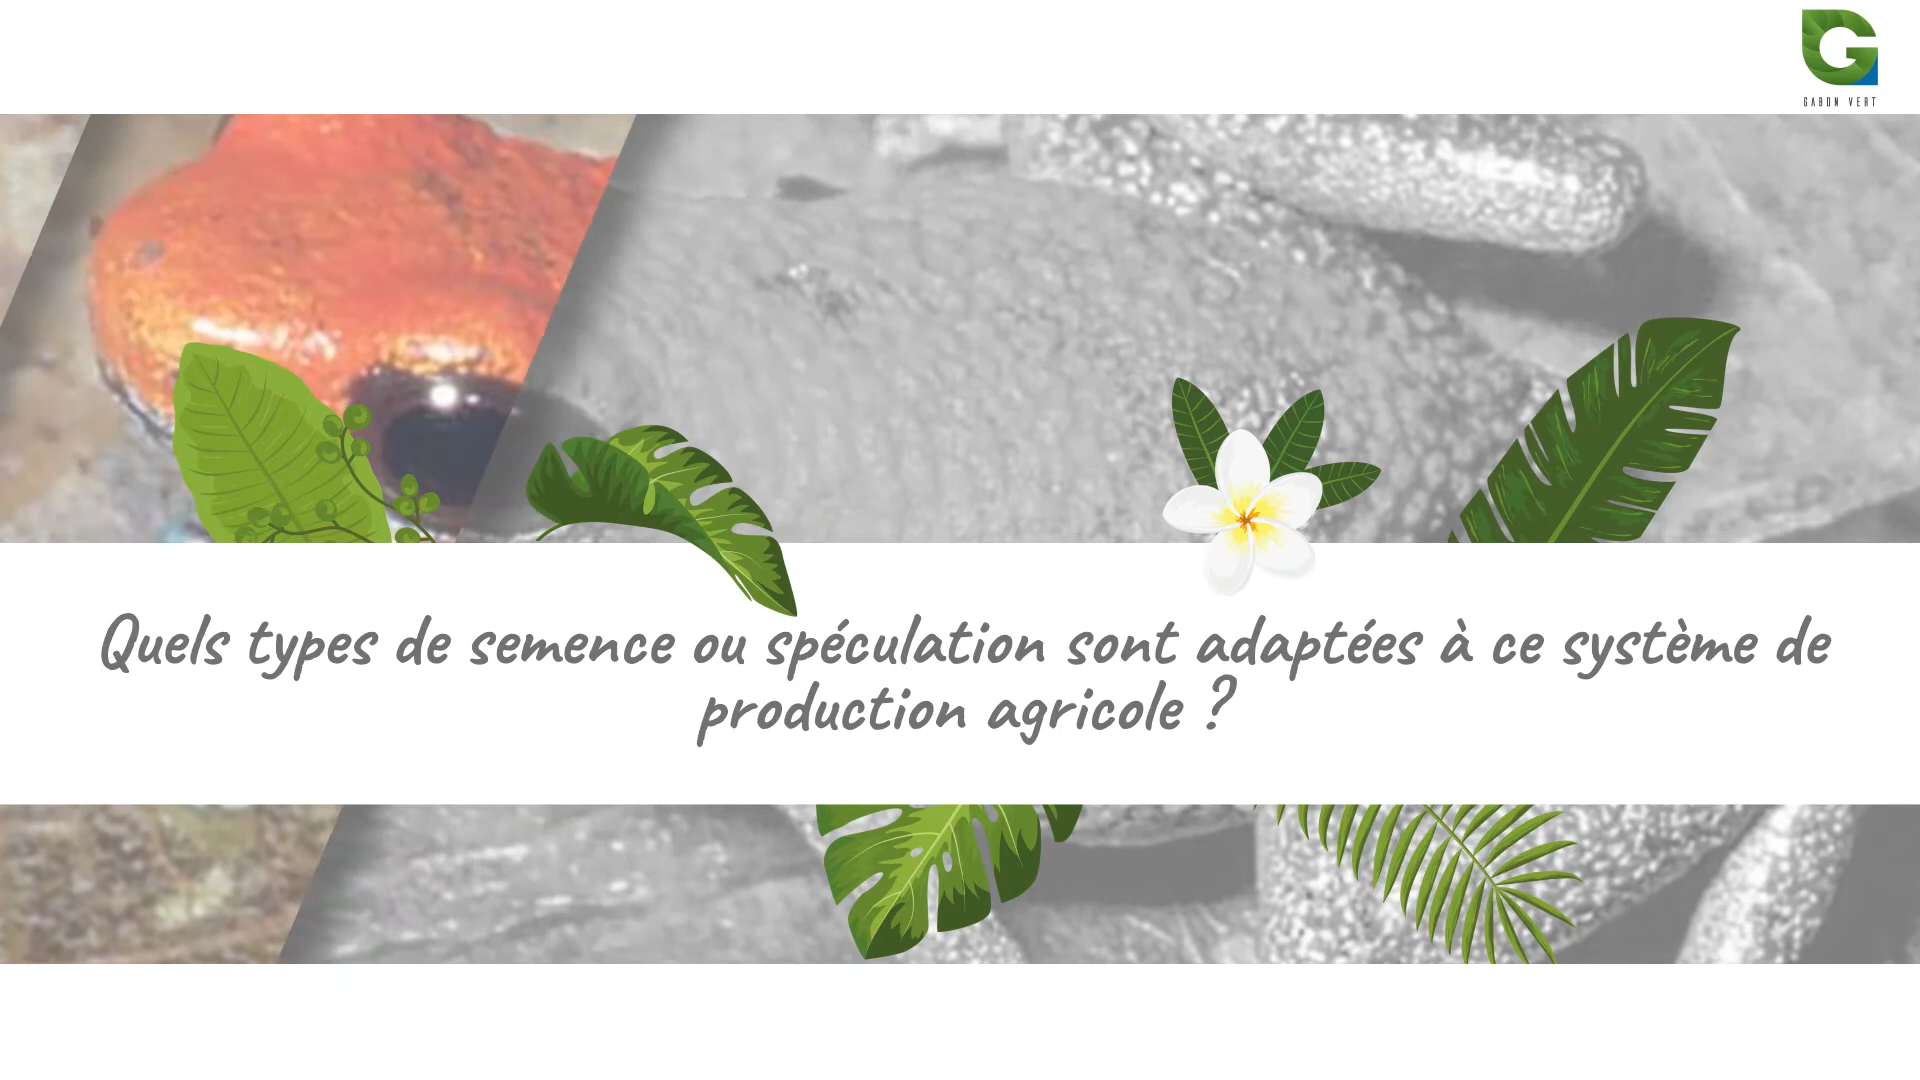 GABON VERT
Quels types de semence ou spéculation sont adaptées à ce système de
production agricole ?